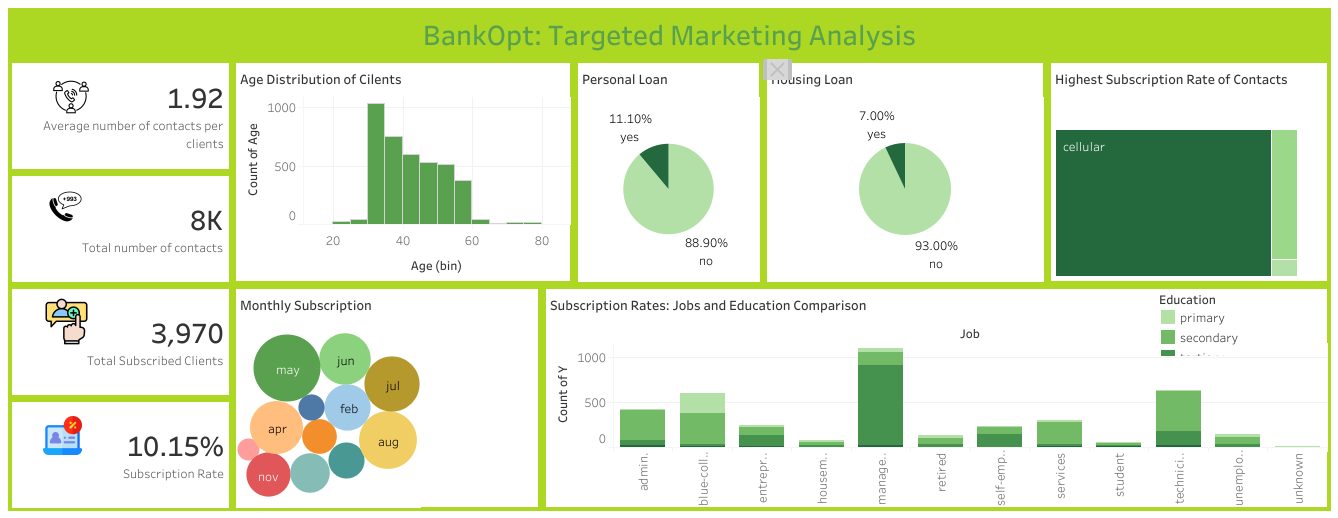 BankOpt: Targeted Marketing Analysis
1.92
Average number of contacts per
clients
+993
8K
Total number of contacts
3,970
Total Subscribed Clients
%
10.15%
Subscription Rate
Age Distribution of Cilents
Count of Age
1000
500
0
20
40
60
80
Age (bin)
Personal Loan
11.10%
yes
88.90%
no
Housing Loan
7.00%
yes
93.00%
no
Highest Subscription Rate of Contacts
cellular
Monthly Subscription
may
jun
jul
feb
apr
aug
nov
Subscription Rates: Jobs and Education Comparison
Education
primary
secondary
Job
Count of Y
1000
500
0
admin.
blue-coll..
entrepr..
housem..
manage..
retired
self-emp..
services
student
technici..
unemplo..
unknown